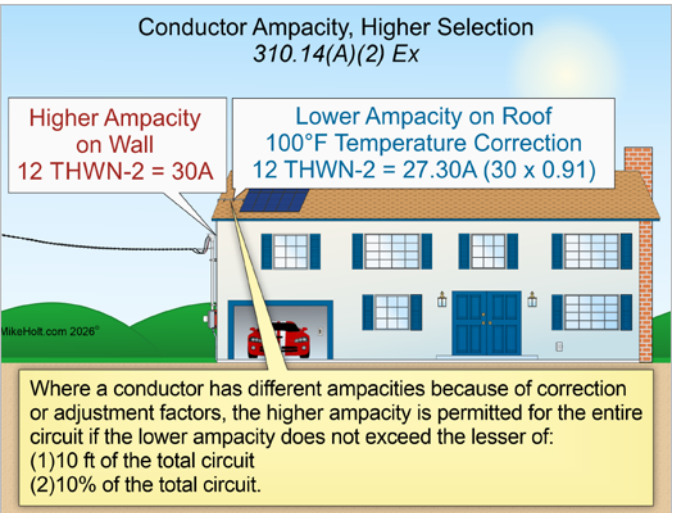 Conductor Ampacity, Higher Selection
310.14(A)(2) Ex
Higher Ampacity
on Wall
12 THWN-2 = 30A
Lower Ampacity on Roof
100°F Temperature Correction
12 THWN-2 = 27.30A (30 x 0.91)
MikeHolt.com 2026©
Where a conductor has different ampacities because of correction
or adjustment factors, the higher ampacity is permitted for the entire
circuit if the lower ampacity does not exceed the lesser of:
(1)10 ft of the total circuit
(2)10% of the total circuit.